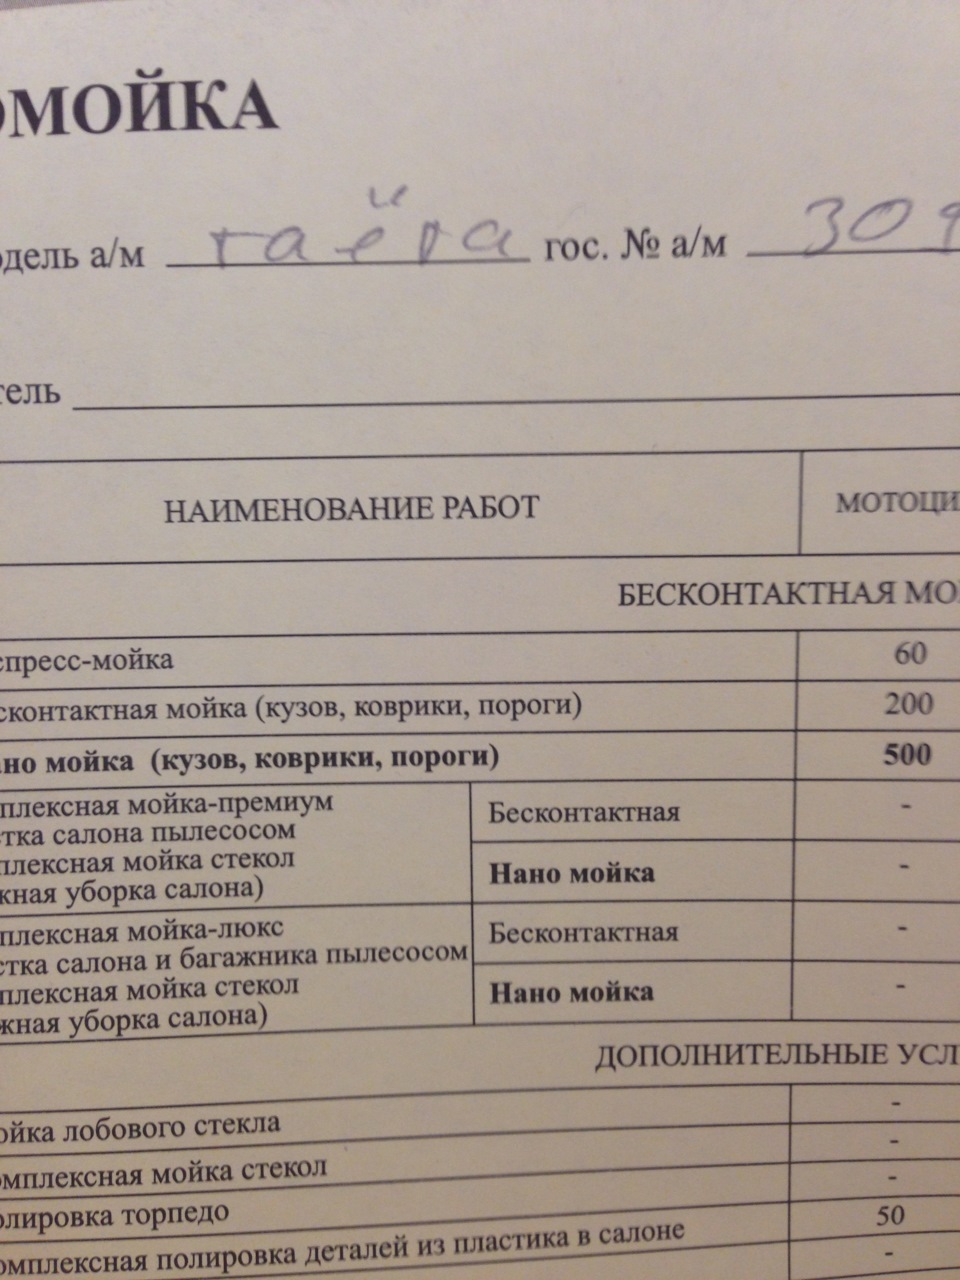 ОМОЙКА
одель а/м таёта гос. № а/м 309
тель
НАИМЕНОВАНИЕ РАБОТ МОТОЦИ
БЕСКОНТАКТНАЯ МО
спресс-мойка 60
сконтактная мойка (кузов, коврики, пороги) 200
ано мойка (кузов, коврики, пороги) 500
плексная мойка-премиум
стка салона пылесосом
плексная мойка стекол
жная уборка салона)
Бесконтактная -
Нано мойка -
плексная мойка-люкс
стка салона и багажника пылесосом
плексная мойка стекол
жная уборка салона)
Бесконтактная -
Нано мойка -
ДОПОЛНИТЕЛЬНЫЕ УСЛ
ойка лобового стекла -
омплексная мойка стекол -
олировка торпедо -
омплексная полировка деталей из пластика в салоне 50
-